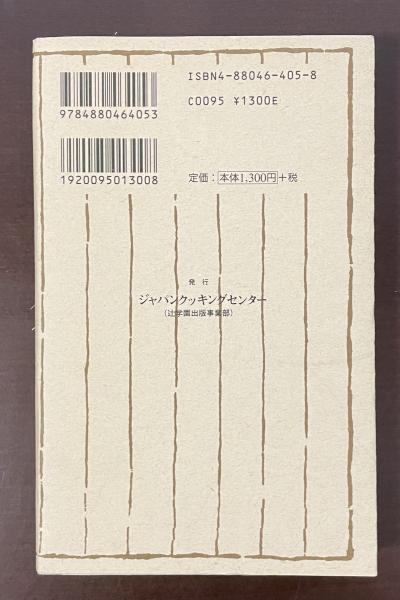 ISBN4-88046-405-8
C0095 ¥1300E
9784880464053
1920095013008
定価：本体1,300円＋税
発行
ジャパンクッキングセンター
（辻学園出版事業部）